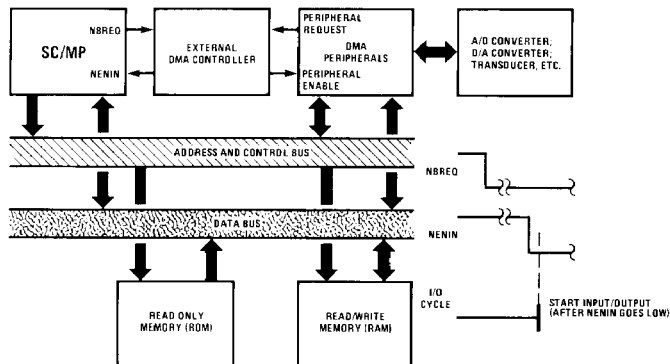 SC/MP
NBREQ
NENIN
EXTERNAL
DMA CONTROLLER
PERIPHERAL
REQUEST
DMA
PERIPHERALS
PERIPHERAL
ENABLE
A/D CONVERTER;
D/A CONVERTER;
TRANSDUCER, ETC.
ADDRESS AND CONTROL BUS
DATA BUS
READ ONLY
MEMORY (ROM)
READ/WRITE
MEMORY (RAM)
NBREQ
NENIN
I/O
CYCLE
START INPUT/OUTPUT
(AFTER NENIN GOES LOW)